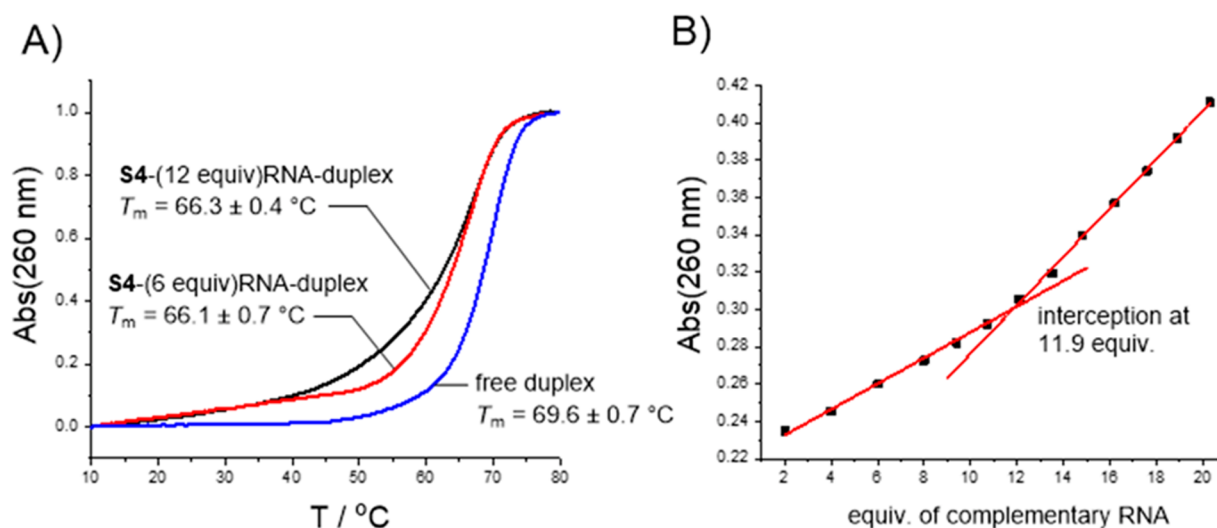 A)
Abs(260 nm)
1.0
0.8
0.6
0.4
0.2
0.0
S4-(12 equiv)RNA-duplex
Tm = 66.3 ± 0.4 °C
S4-(6 equiv)RNA-duplex
Tm = 66.1 ± 0.7 °C
free duplex
Tm = 69.6 ± 0.7 °C
10 20 30 40 50 60 70 80
T / °C
B)
Abs(260 nm)
0.42
0.40
0.38
0.36
0.34
0.32
0.30
0.28
0.26
0.24
0.22
interception at
11.9 equiv.
2 4 6 8 10 12 14 16 18 20
equiv. of complementary RNA